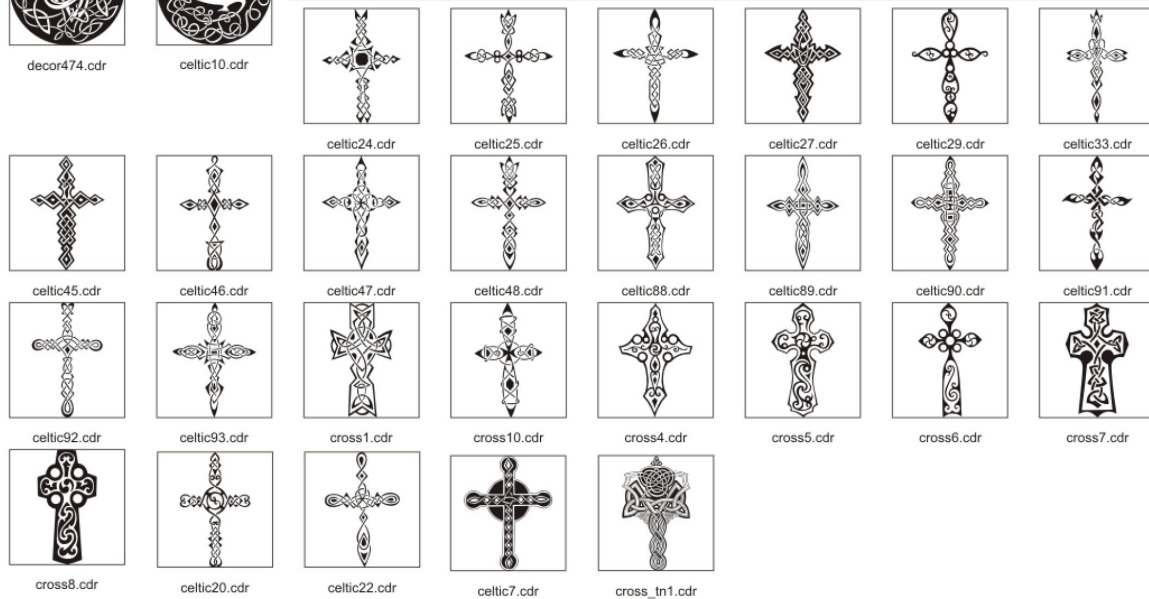 decor474.cdr
celtic10.cdr
celtic24.cdr
celtic25.cdr
celtic26.cdr
celtic27.cdr
celtic29.cdr
celtic33.cdr
celtic45.cdr
celtic46.cdr
celtic47.cdr
celtic48.cdr
celtic88.cdr
celtic89.cdr
celtic90.cdr
celtic91.cdr
celtic92.cdr
celtic93.cdr
cross1.cdr
cross10.cdr
cross4.cdr
cross5.cdr
cross6.cdr
cross7.cdr
cross8.cdr
celtic20.cdr
celtic22.cdr
celtic7.cdr
cross_tn1.cdr